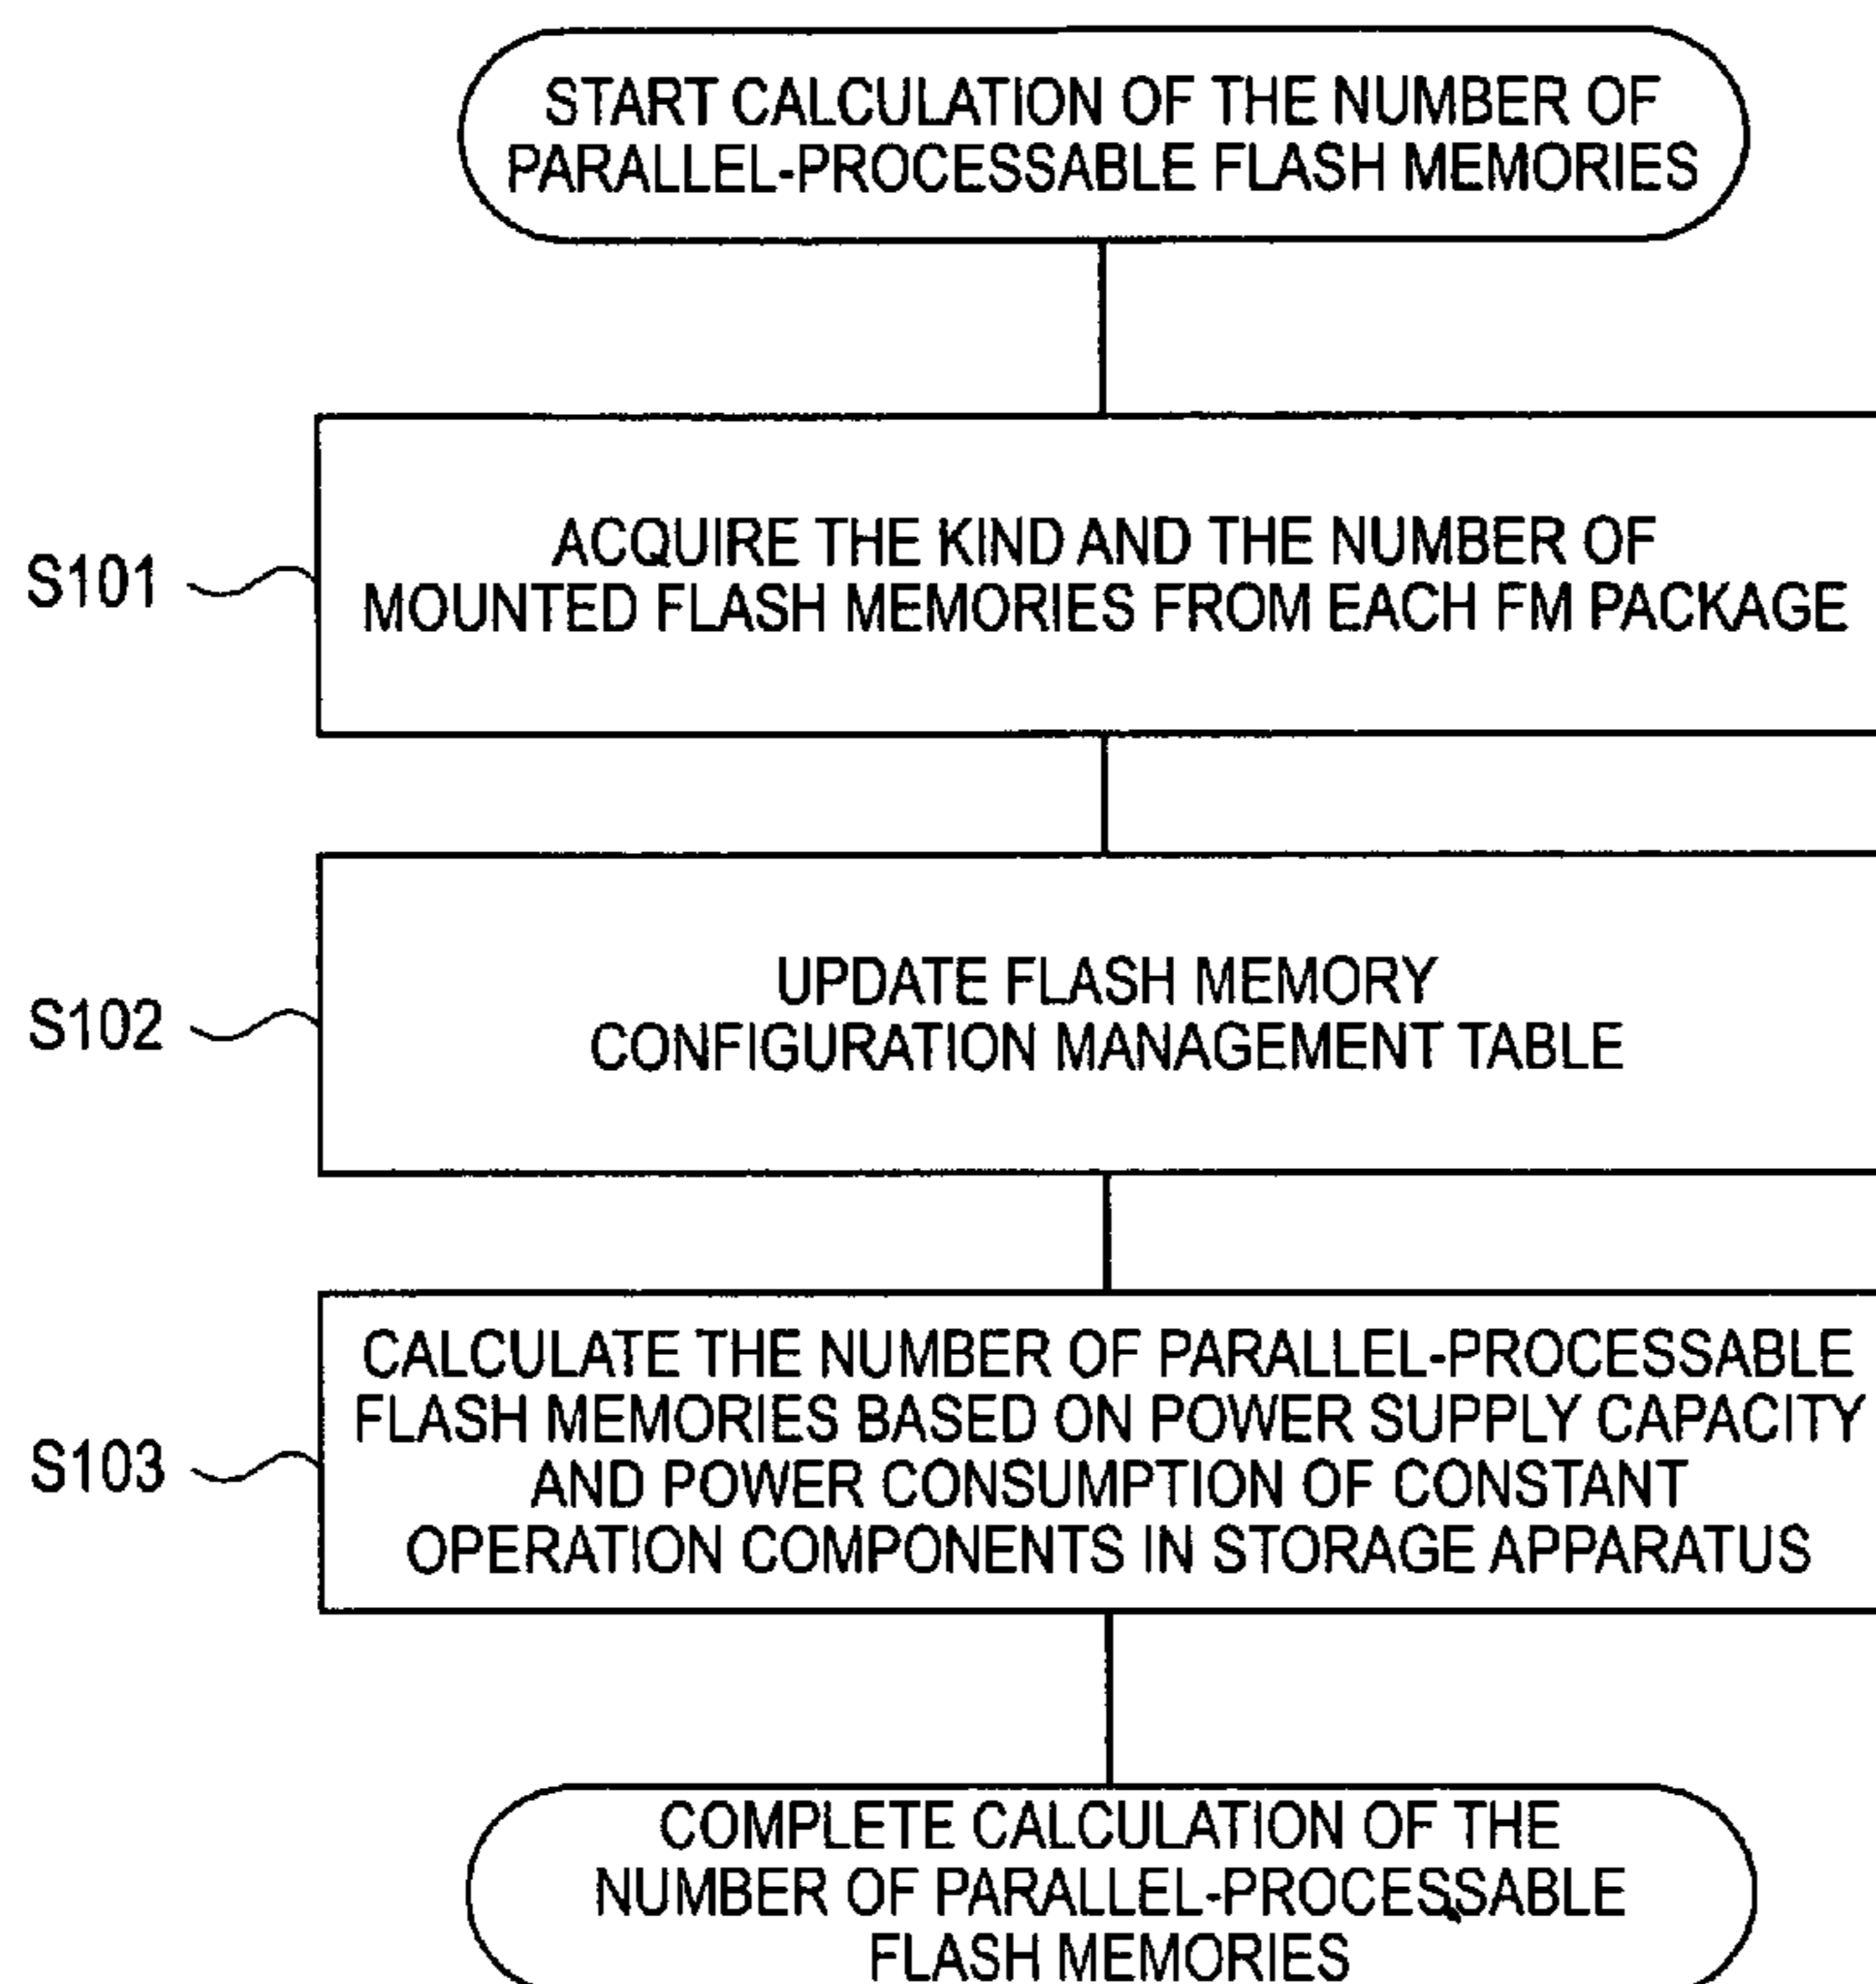 START CALCULATION OF THE NUMBER OF
PARALLEL-PROCESSABLE FLASH MEMORIES
S101
ACQUIRE THE KIND AND THE NUMBER OF
MOUNTED FLASH MEMORIES FROM EACH FM PACKAGE
S102
UPDATE FLASH MEMORY
CONFIGURATION MANAGEMENT TABLE
S103
CALCULATE THE NUMBER OF PARALLEL-PROCESSABLE
FLASH MEMORIES BASED ON POWER SUPPLY CAPACITY
AND POWER CONSUMPTION OF CONSTANT
OPERATION COMPONENTS IN STORAGE APPARATUS
COMPLETE CALCULATION OF THE
NUMBER OF PARALLEL-PROCESSABLE
FLASH MEMORIES